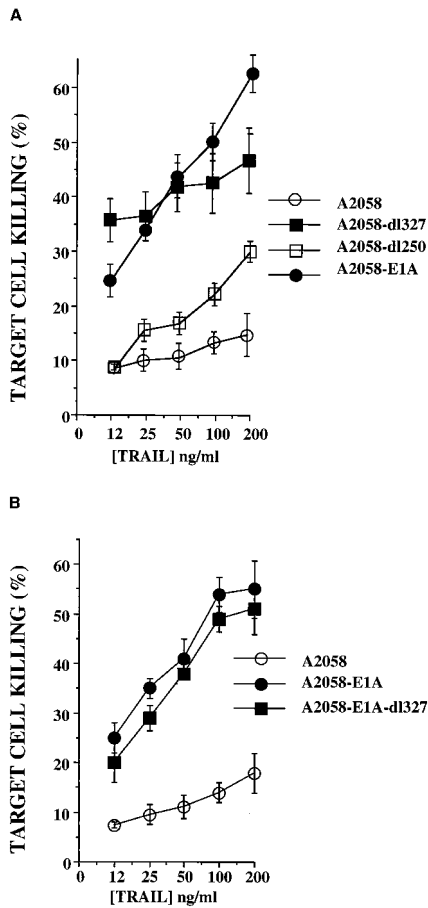 A
TARGET CELL KILLING (%)
60
50
40
30
20
10
0
0 12 25 50 100 200
[TRAIL] ng/ml
A2058
A2058-dl327
A2058-dl250
A2058-E1A
B
TARGET CELL KILLING (%)
60
50
40
30
20
10
0
0 12 25 50 100 200
[TRAIL] ng/ml
A2058
A2058-E1A
A2058-E1A-dl327